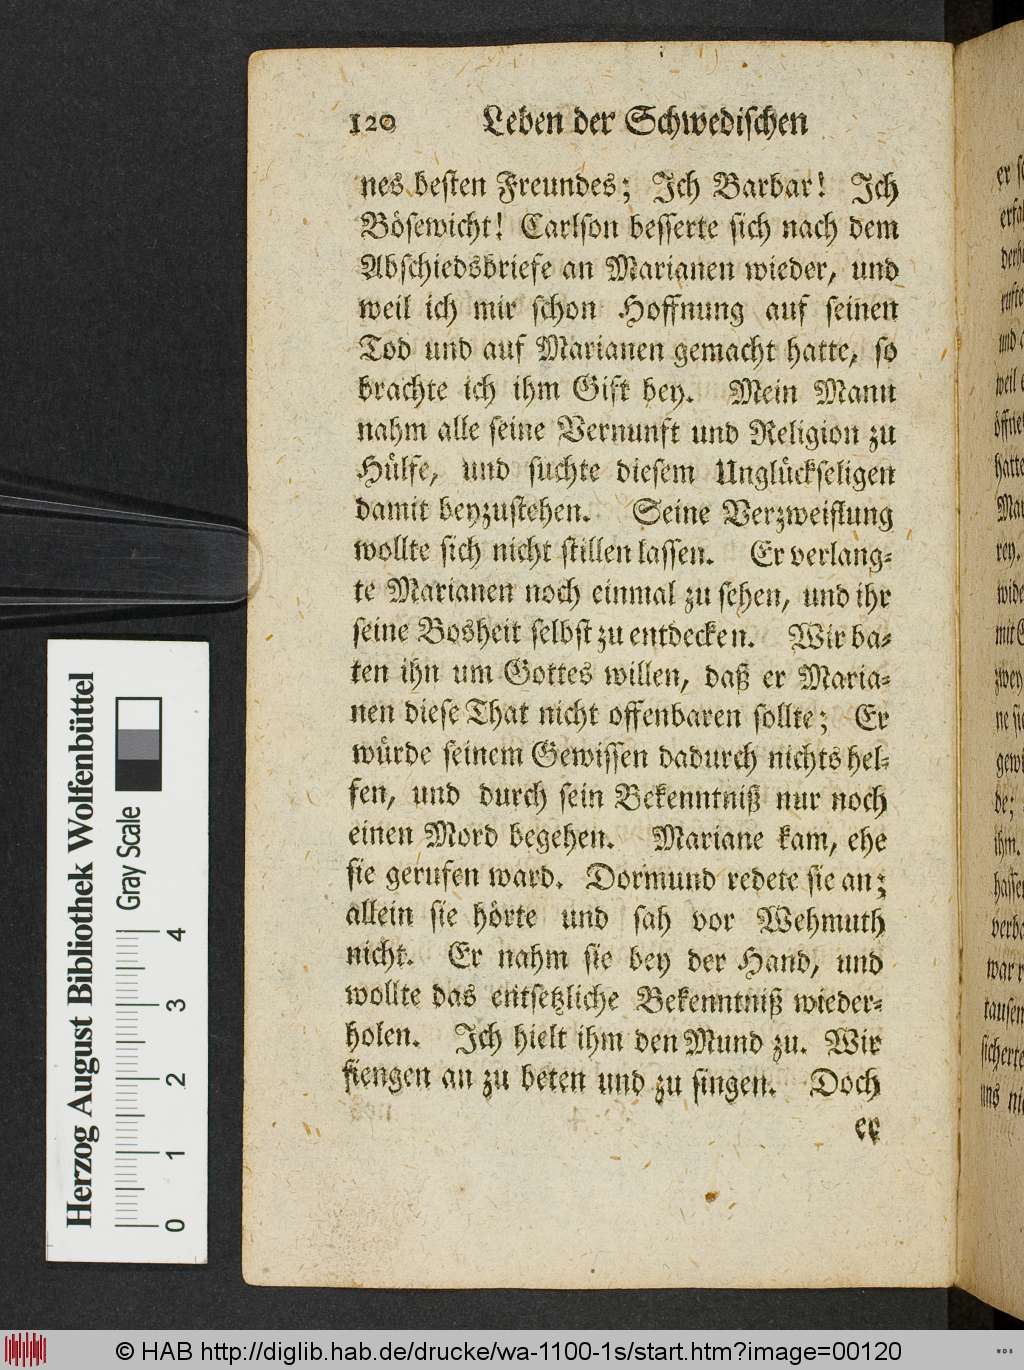 120 Leben der Schwedischen
nes besten Freundes; Ich Barbar! Ich
Bösewicht! Carlson besserte sich nach dem
Abschiedsbriefe an Marianen wieder, und
weil ich mir schon Hoffnung auf seinen
Tod und auf Marianen gemacht hatte, so
brachte ich ihm Gift bey. Mein Mann
nahm alle seine Vernunft und Religion zu
Hülfe, und suchte diesem Unglückseligen
damit beyzustehen. Seine Verzweiflung
wollte sich nicht stillen lassen. Er verlang-
te Marianen noch einmal zu sehen, und ihr
seine Bosheit selbst zu entdecken. Wir ba-
ten ihn um Gottes willen, daß er Maria-
nen diese That nicht offenbaren sollte; Er
würde seinem Gewissen dadurch nichts hel-
fen, und durch sein Bekenntniß nur noch
einen Mord begehen. Mariane kam, ehe
sie gerufen ward. Dormund redete sie an;
allein sie hörte und sah vor Wehmuth
nicht. Er nahm sie bey der Hand, und
wollte das entsetzliche Bekenntniß wieder-
holen. Ich hielt ihm den Mund zu. Wir
fiengen an zu beten und zu singen. Doch
er
Herzog August Bibliothek Wolfenbüttel
Gray Scale
0 1 2 3 4
© HAB http://diglib.hab.de/drucke/wa-1100-1s/start.htm?image=00120